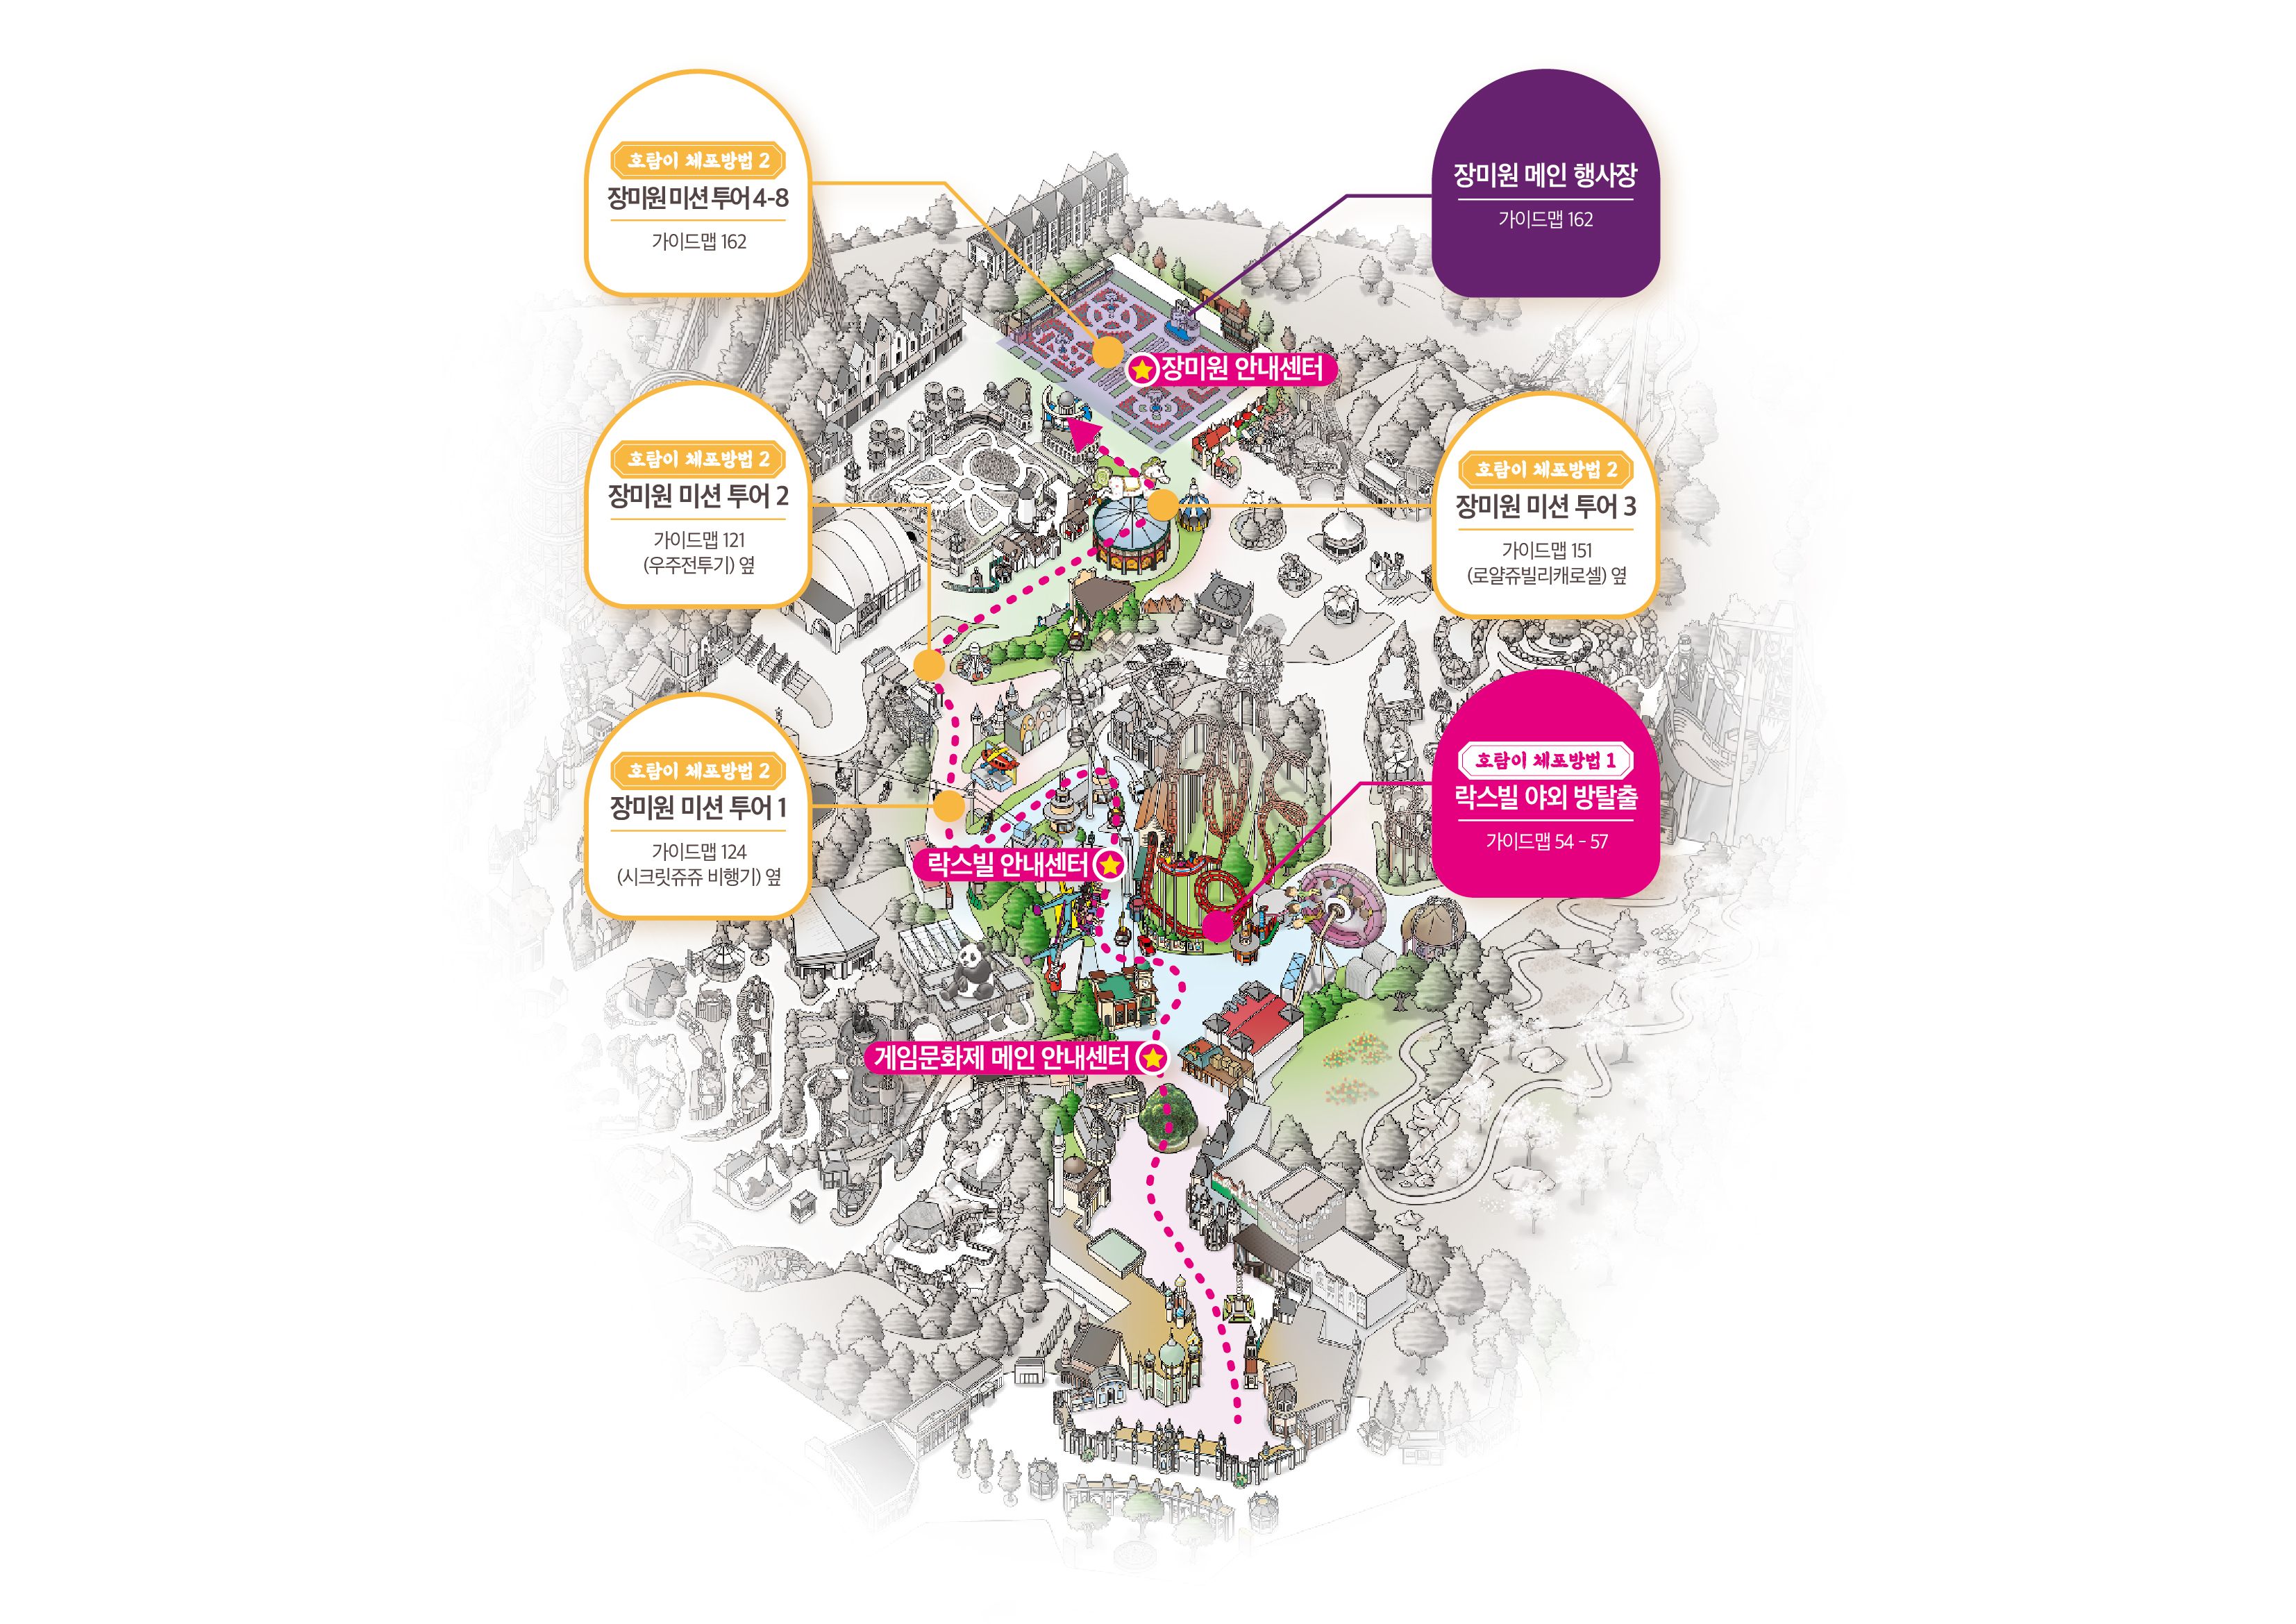 호랍이 체포방법 2
장미원 미션 투어 4-8
가이드맵 162
장미원 메인 행사장
가이드맵 162
장미원 안내센터
호랍이 체포방법 2
장미원 미션 투어 2
가이드맵 121
(우주전투기) 옆
호랍이 체포방법 2
장미원 미션 투어 3
가이드맵 151
(로얄쥬빌리캐로셀) 옆
호랍이 체포방법 2
장미원 미션 투어 1
가이드맵 124
(시크릿쥬쥬 비행기) 옆
호랍이 체포방법 1
락스빌 야외 방탈출
가이드맵 54 - 57
락스빌 안내센터
게임문화제 메인 안내센터